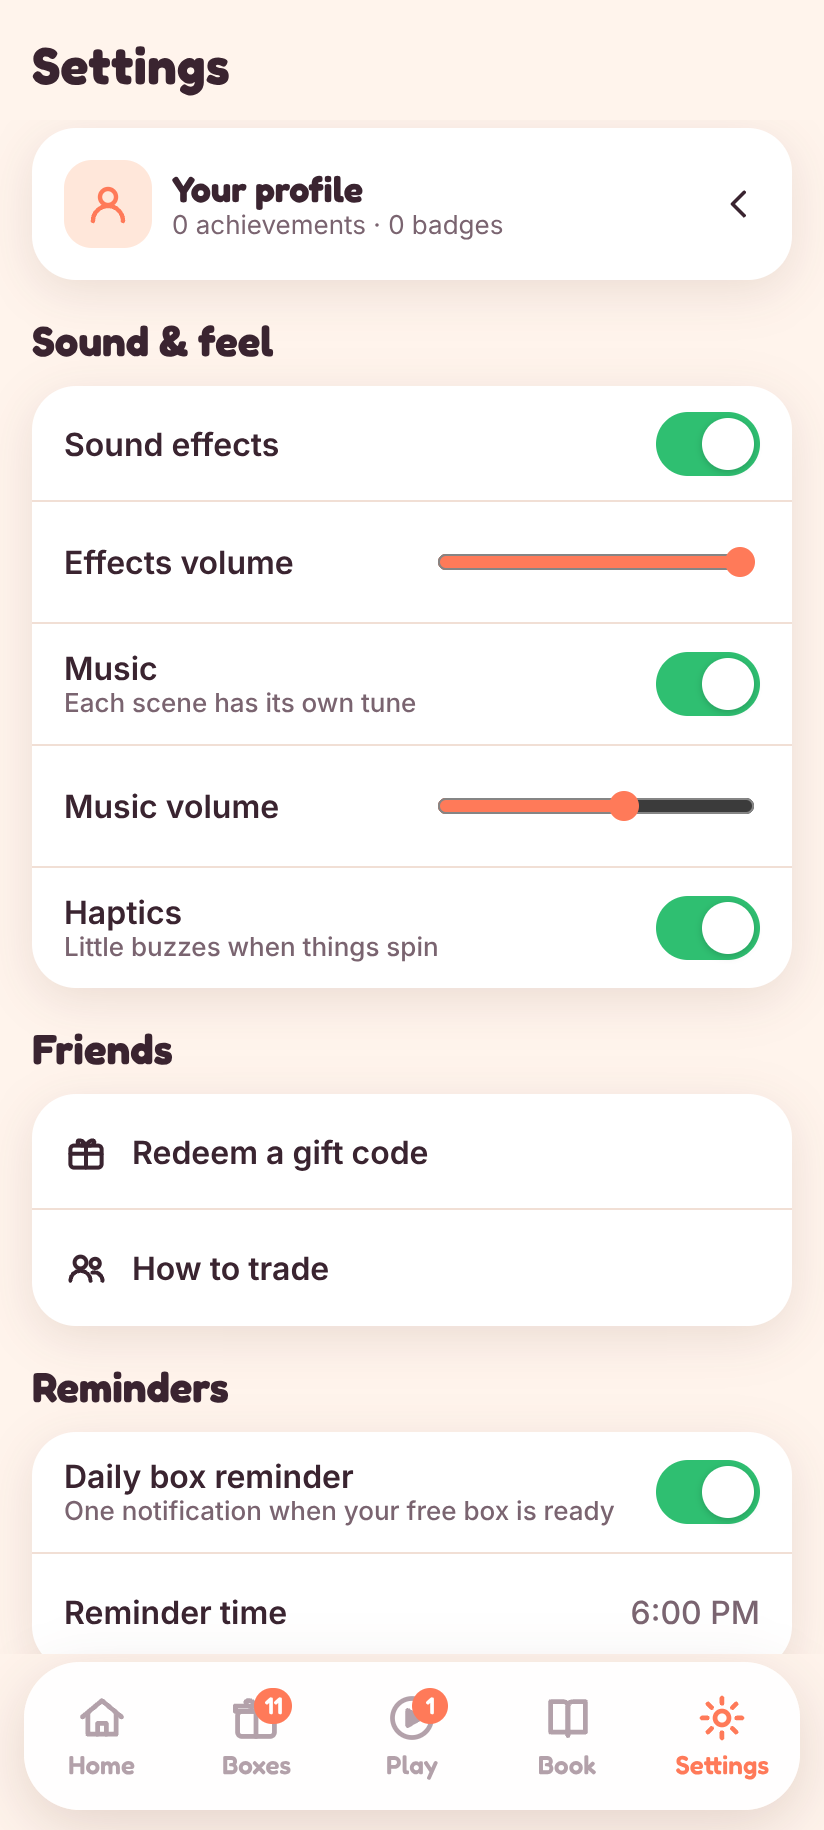 Settings
Your profile
0 achievements · 0 badges
Sound & feel
Sound effects
Effects volume
Music
Each scene has its own tune
Music volume
Haptics
Little buzzes when things spin
Friends
Redeem a gift code
How to trade
Reminders
Daily box reminder
One notification when your free box is ready
Reminder time 6:00 PM
11 1
Home Boxes Play Book Settings